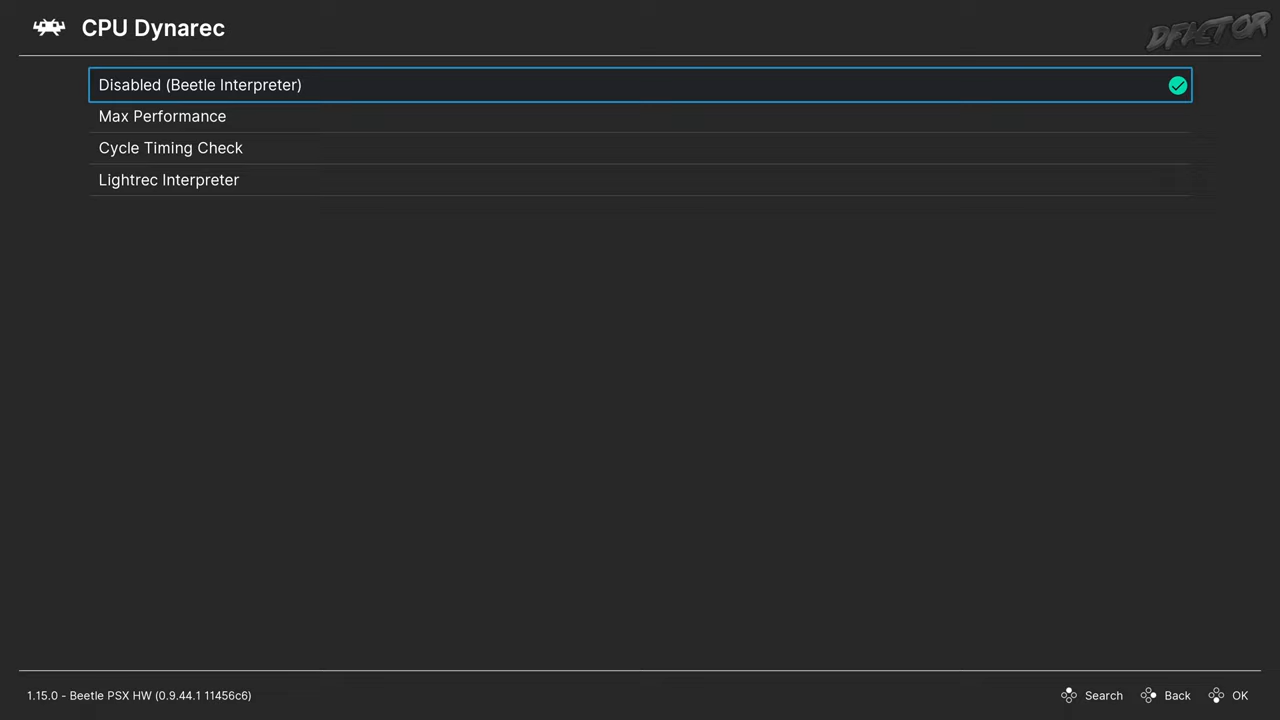 CPU Dynarec
DFACTOR
Disabled (Beetle Interpreter)
Max Performance
Cycle Timing Check
Lightrec Interpreter
1.15.0 - Beetle PSX HW (0.9.44.1 11456c6)
Search
Back
OK